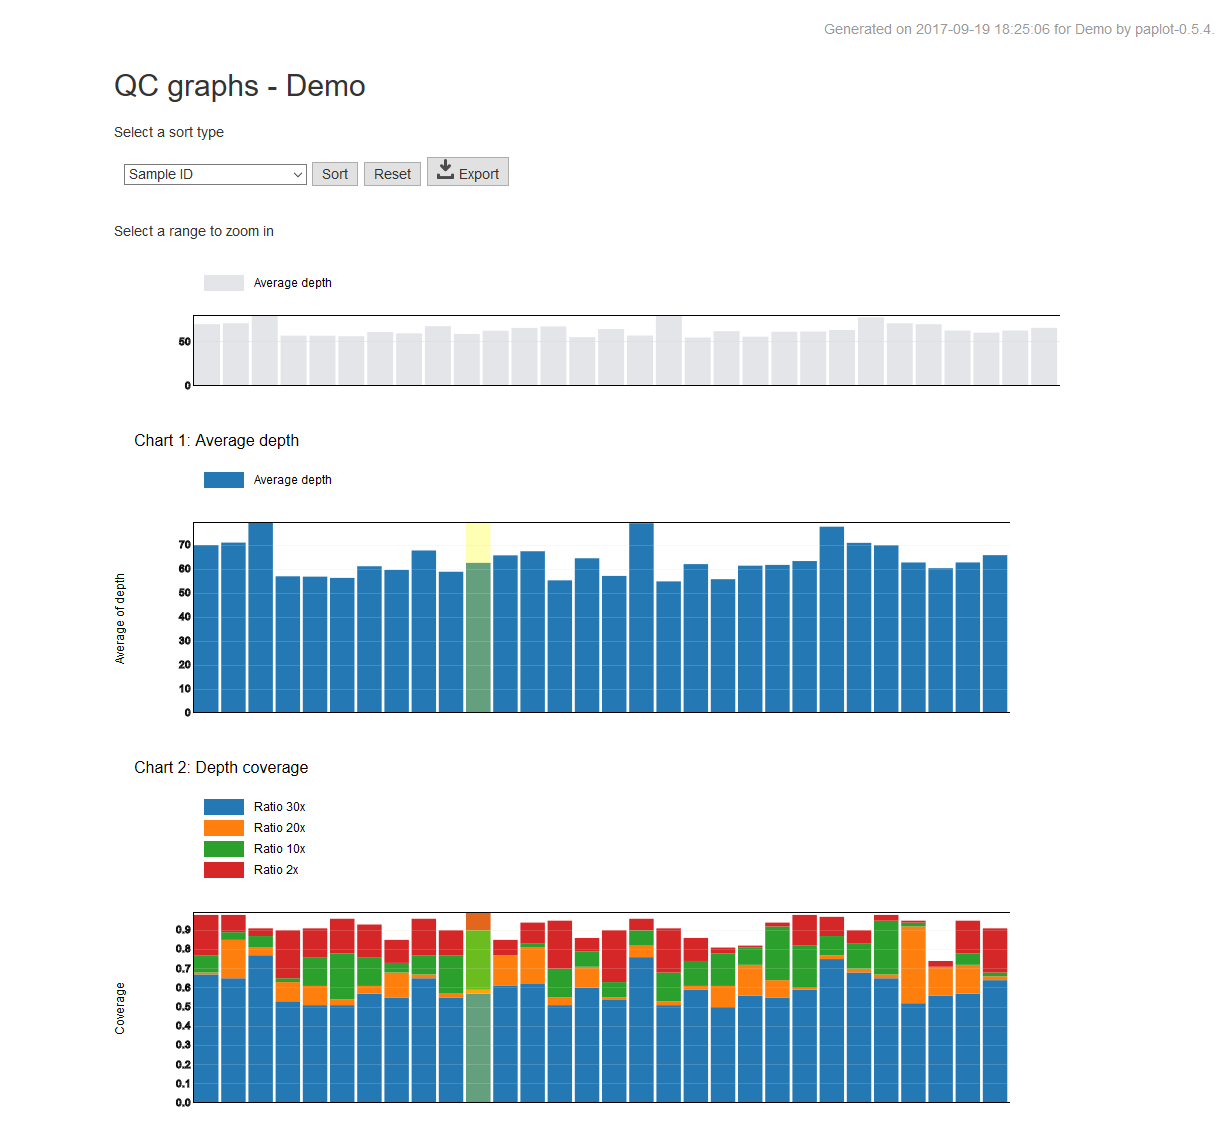 Generated on 2017-09-19 18:25:06 for Demo by paplot-0.5.4.
QC graphs - Demo
Select a sort type
Sample ID Sort Reset Export
Select a range to zoom in
Average depth
50
0
Chart 1: Average depth
Average depth
70
60
50
40
30
20
10
0
Average of depth
Chart 2: Depth coverage
Ratio 30x
Ratio 20x
Ratio 10x
Ratio 2x
0.9
0.8
0.7
0.6
0.5
0.4
0.3
0.2
0.1
0.0
Coverage